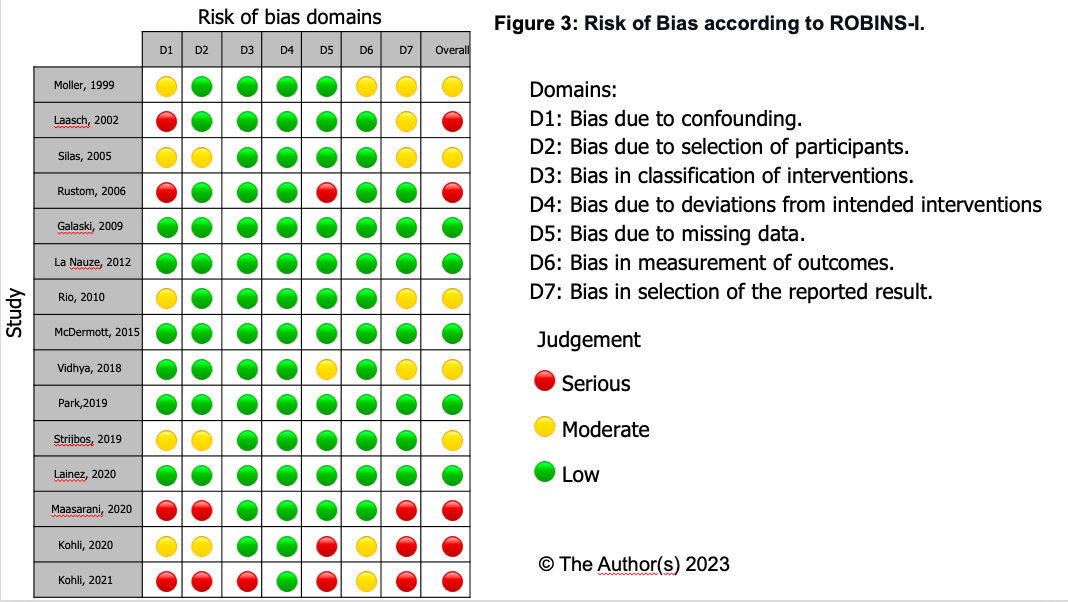 Risk of bias domains
D1 D2 D3 D4 D5 D6 D7 Overall
Study
Moller, 1999
Laasch, 2002
Silas, 2005
Rustom, 2006
Galaski, 2009
La Nauze, 2012
Rio, 2010
McDermott, 2015
Vidhya, 2018
Park,2019
Strijbos, 2019
Lainez, 2020
Maasarani, 2020
Kohli, 2020
Kohli, 2021
Figure 3: Risk of Bias according to ROBINS-I.
Domains:
D1: Bias due to confounding.
D2: Bias due to selection of participants.
D3: Bias in classification of interventions.
D4: Bias due to deviations from intended interventions
D5: Bias due to missing data.
D6: Bias in measurement of outcomes.
D7: Bias in selection of the reported result.
Judgement
Serious
Moderate
Low
© The Author(s) 2023